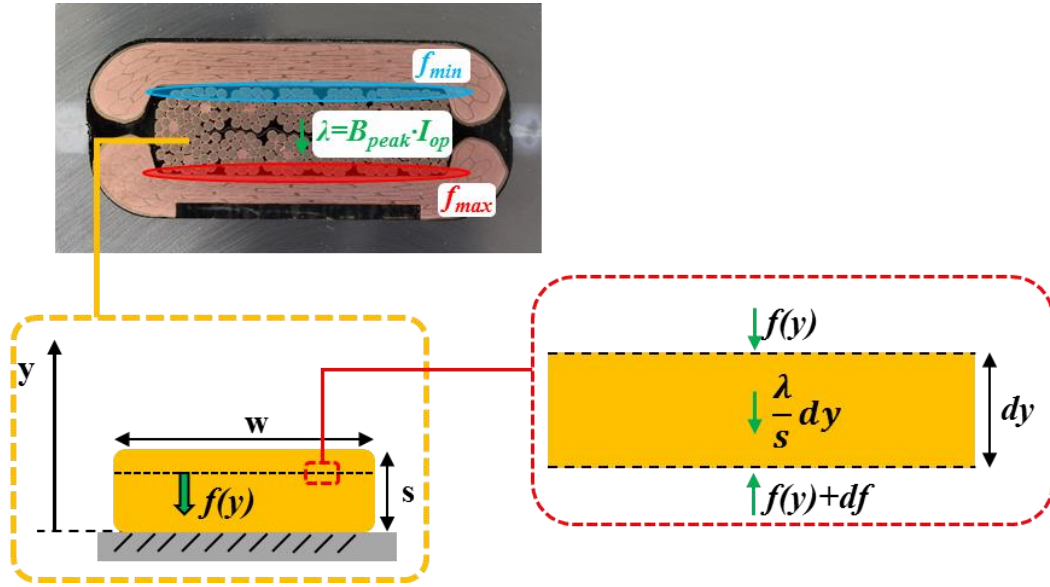 f_min
λ=B_peak·I_op
f_max
y
w
f(y)
s
f(y)
λ/s dy
dy
f(y)+df